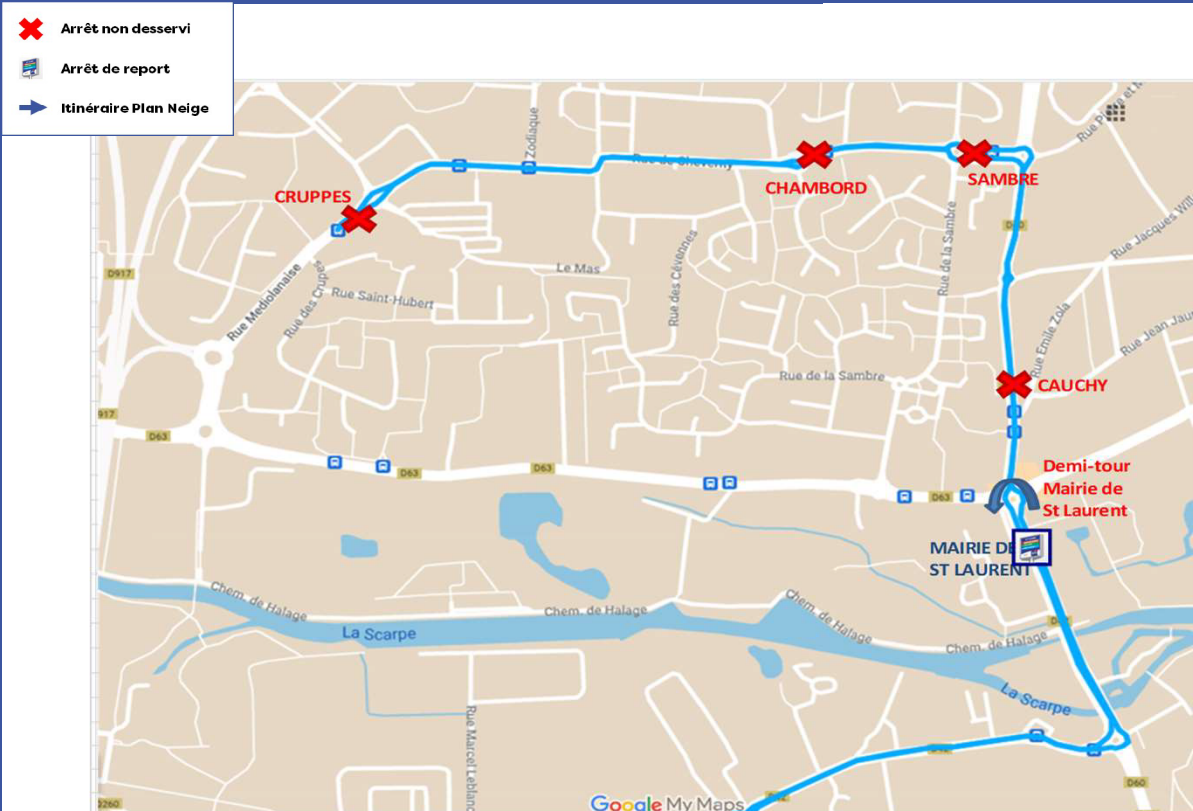 Arrêt non desservi
Arrêt de report
Itinéraire Plan Neige
Zodiaque
Rue de Cheverny
CHAMBORD
SAMBRE
CRUPPES
D917
Le Mas
Rue des Cévennes
Rue de la Sambre
Rue Jacques Will
Rue Mediolanaise
Rue des Crupes
Rue Saint-Hubert
Rue Emile Zola
Rue Jean Jau
Rue de la Sambre
CAUCHY
917
D63
D63
D63
D63
Demi-tour
Mairie de
St Laurent
MAIRIE DE
ST LAURENT
Chem. de Halage
Chem. de Halage
Chem. de Halage
Chem. de Halage
La Scarpe
La Scarpe
Rue Marcel Leblanc
D60
D260
Google My Maps